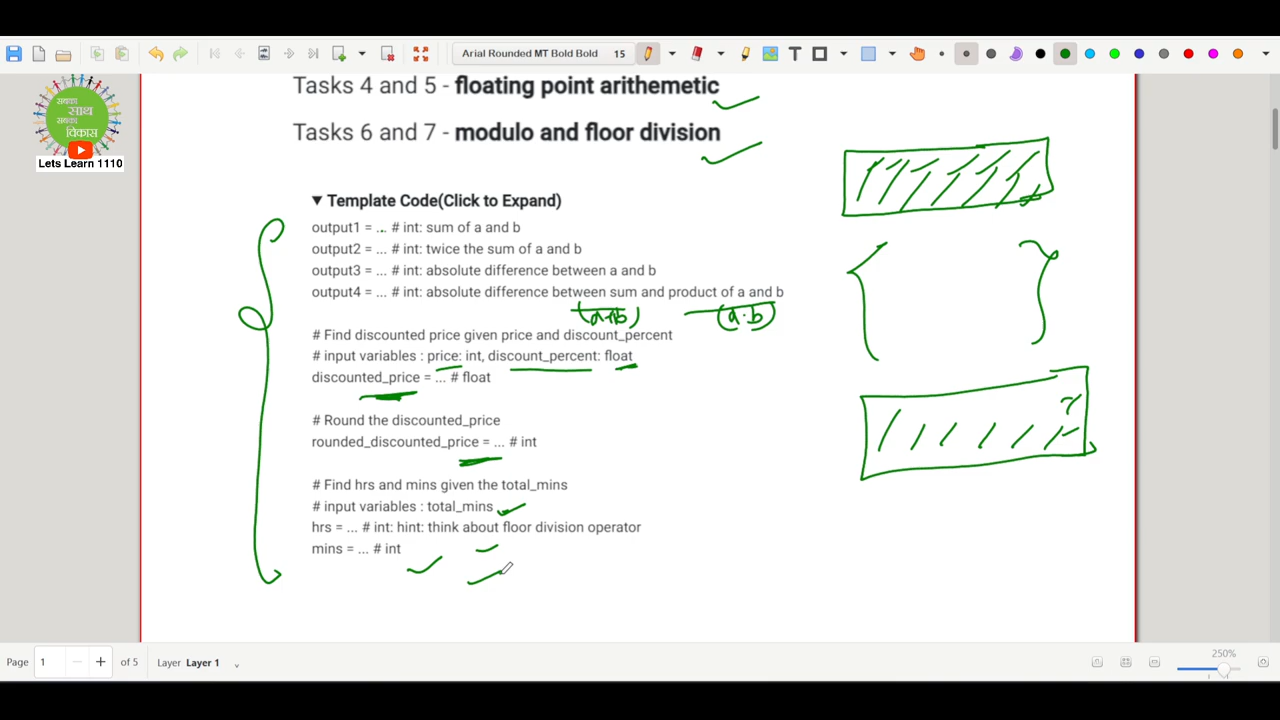 Arial Rounded MT Bold Bold 15
सबका
साथ
सबका
विकास
Lets Learn 1110
Tasks 4 and 5 - floating point arithemetic
Tasks 6 and 7 - modulo and floor division
▼ Template Code(Click to Expand)
output1 = ... # int: sum of a and b
output2 = ... # int: twice the sum of a and b
output3 = ... # int: absolute difference between a and b
output4 = ... # int: absolute difference between sum and product of a and b
(a+b) (a·b)
# Find discounted price given price and discount_percent
# input variables : price: int, discount_percent: float
discounted_price = ... # float
# Round the discounted_price
rounded_discounted_price = ... # int
# Find hrs and mins given the total_mins
# input variables : total_mins
hrs = ... # int: hint: think about floor division operator
mins = ... # int
Page 1 of 5 Layer Layer 1 250%